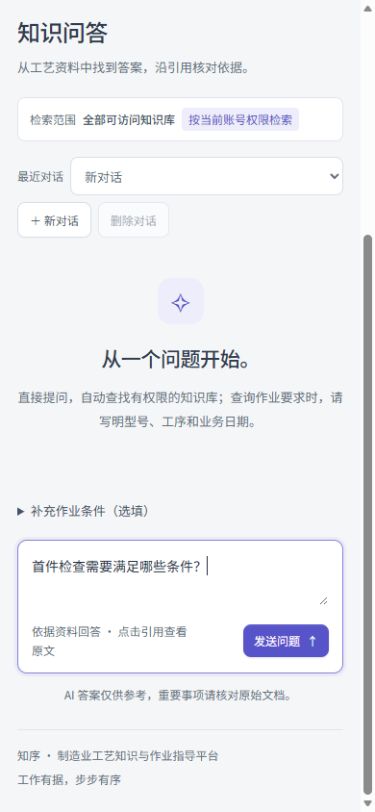 知识问答
从工艺资料中找到答案，沿引用核对依据。
检索范围 全部可访问知识库 按当前账号权限检索
最近对话 新对话
＋ 新对话 删除对话
从一个问题开始。
直接提问，自动查找有权限的知识库；查询作业要求时，请
写明型号、工序和业务日期。
▶ 补充作业条件（选填）
首件检查需要满足哪些条件？
依据资料回答 · 点击引用查看
原文
发送问题 ↑
AI 答案仅供参考，重要事项请核对原始文档。
知序 · 制造业工艺知识与作业指导平台
工作有据，步步有序